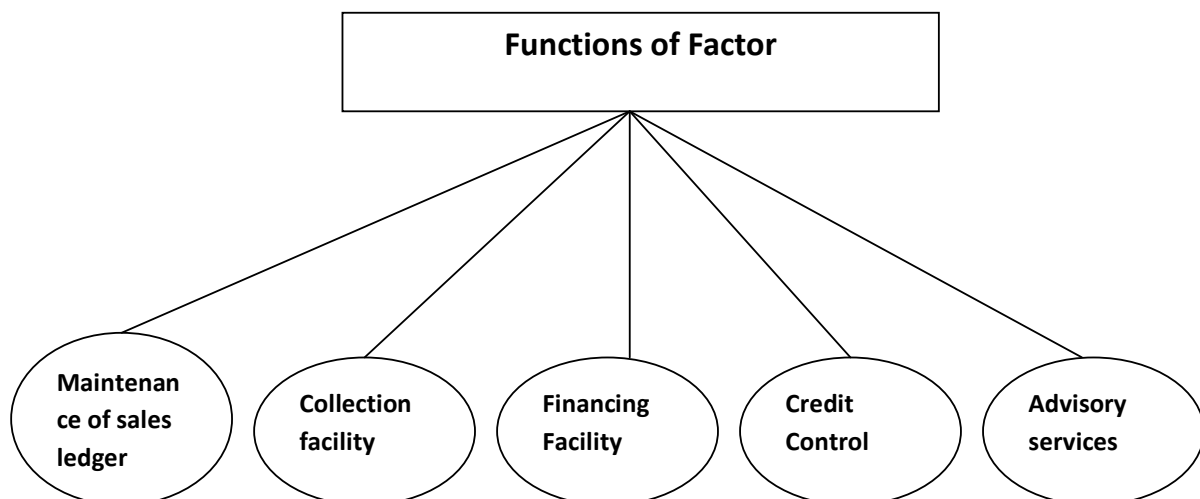 Functions of Factor
Maintenan
ce of sales
ledger
Collection
facility
Financing
Facility
Credit
Control
Advisory
services